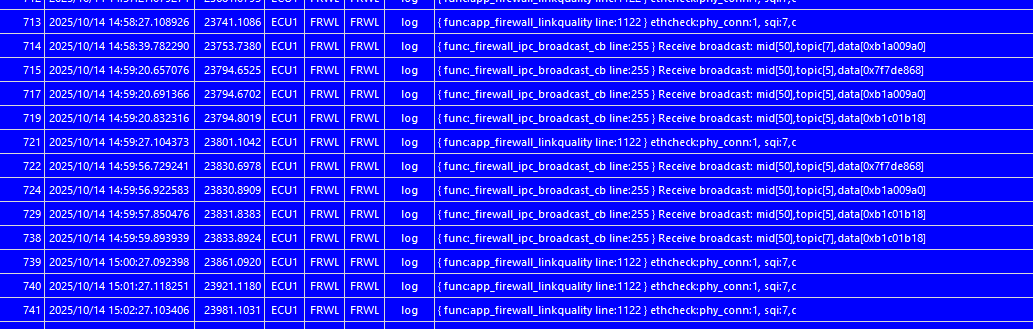 713 2025/10/14 14:58:27.108926 23741.1086 ECU1 FRWL FRWL log { func:app_firewall_linkquality line:1122 } ethcheck:phy_conn:1, sqi:7,c
714 2025/10/14 14:58:39.782290 23753.7380 ECU1 FRWL FRWL log { func:_firewall_ipc_broadcast_cb line:255 } Receive broadcast: mid[50],topic[7],data[0xb1a009a0]
715 2025/10/14 14:59:20.657076 23794.6525 ECU1 FRWL FRWL log { func:_firewall_ipc_broadcast_cb line:255 } Receive broadcast: mid[50],topic[5],data[0x7f7de868]
717 2025/10/14 14:59:20.691366 23794.6702 ECU1 FRWL FRWL log { func:_firewall_ipc_broadcast_cb line:255 } Receive broadcast: mid[50],topic[5],data[0xb1a009a0]
719 2025/10/14 14:59:20.832316 23794.8019 ECU1 FRWL FRWL log { func:_firewall_ipc_broadcast_cb line:255 } Receive broadcast: mid[50],topic[5],data[0xb1c01b18]
721 2025/10/14 14:59:27.104373 23801.1042 ECU1 FRWL FRWL log { func:app_firewall_linkquality line:1122 } ethcheck:phy_conn:1, sqi:7,c
722 2025/10/14 14:59:56.729241 23830.6978 ECU1 FRWL FRWL log { func:_firewall_ipc_broadcast_cb line:255 } Receive broadcast: mid[50],topic[5],data[0x7f7de868]
724 2025/10/14 14:59:56.922583 23830.8909 ECU1 FRWL FRWL log { func:_firewall_ipc_broadcast_cb line:255 } Receive broadcast: mid[50],topic[5],data[0xb1a009a0]
729 2025/10/14 14:59:57.850476 23831.8383 ECU1 FRWL FRWL log { func:_firewall_ipc_broadcast_cb line:255 } Receive broadcast: mid[50],topic[5],data[0xb1c01b18]
738 2025/10/14 14:59:59.893939 23833.8924 ECU1 FRWL FRWL log { func:_firewall_ipc_broadcast_cb line:255 } Receive broadcast: mid[50],topic[7],data[0xb1c01b18]
739 2025/10/14 15:00:27.092398 23861.0920 ECU1 FRWL FRWL log { func:app_firewall_linkquality line:1122 } ethcheck:phy_conn:1, sqi:7,c
740 2025/10/14 15:01:27.118251 23921.1180 ECU1 FRWL FRWL log { func:app_firewall_linkquality line:1122 } ethcheck:phy_conn:1, sqi:7,c
741 2025/10/14 15:02:27.103406 23981.1031 ECU1 FRWL FRWL log { func:app_firewall_linkquality line:1122 } ethcheck:phy_conn:1, sqi:7,c